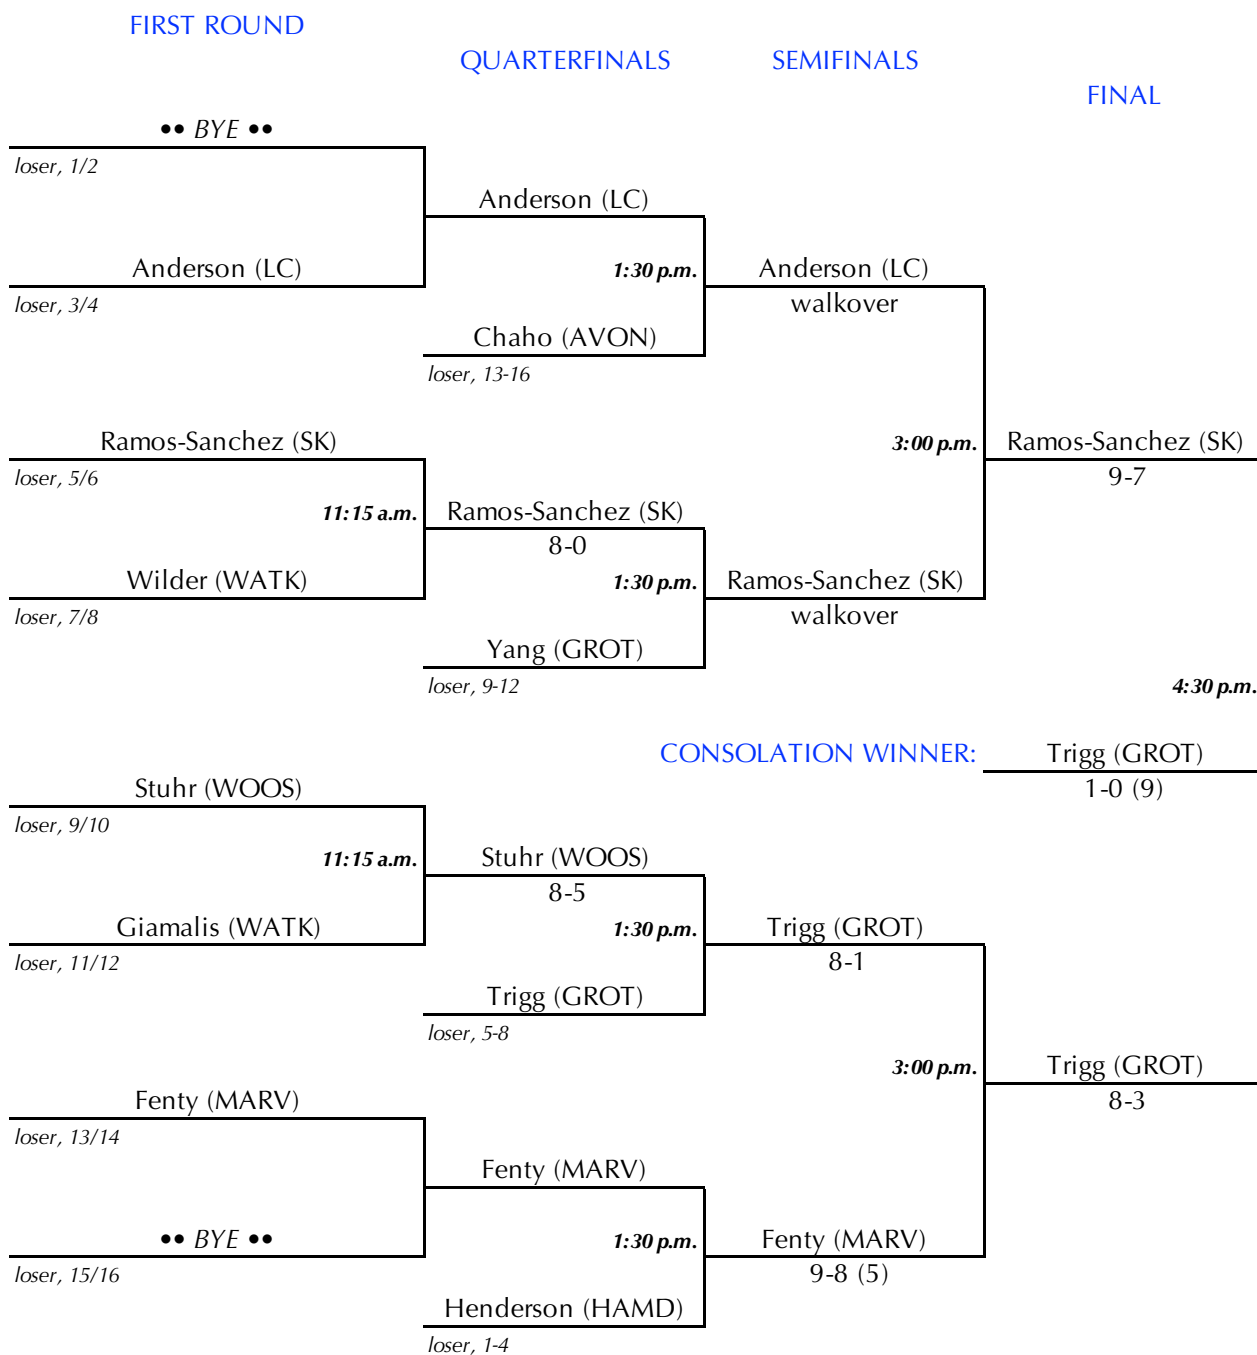 FIRST ROUND
QUARTERFINALS
SEMIFINALS
FINAL
•• BYE ••
loser, 1/2
Anderson (LC)
Anderson (LC)
1:30 p.m.
Anderson (LC)
loser, 3/4
walkover
Chaho (AVON)
loser, 13-16
Ramos-Sanchez (SK)
3:00 p.m.
Ramos-Sanchez (SK)
loser, 5/6
9-7
11:15 a.m.
Ramos-Sanchez (SK)
8-0
Wilder (WATK)
1:30 p.m.
Ramos-Sanchez (SK)
loser, 7/8
walkover
Yang (GROT)
loser, 9-12
4:30 p.m.
CONSOLATION WINNER:
Trigg (GROT)
Stuhr (WOOS)
1-0 (9)
loser, 9/10
11:15 a.m.
Stuhr (WOOS)
8-5
Giamalis (WATK)
1:30 p.m.
Trigg (GROT)
loser, 11/12
8-1
Trigg (GROT)
loser, 5-8
3:00 p.m.
Trigg (GROT)
Fenty (MARV)
8-3
loser, 13/14
Fenty (MARV)
•• BYE ••
1:30 p.m.
Fenty (MARV)
loser, 15/16
9-8 (5)
Henderson (HAMD)
loser, 1-4